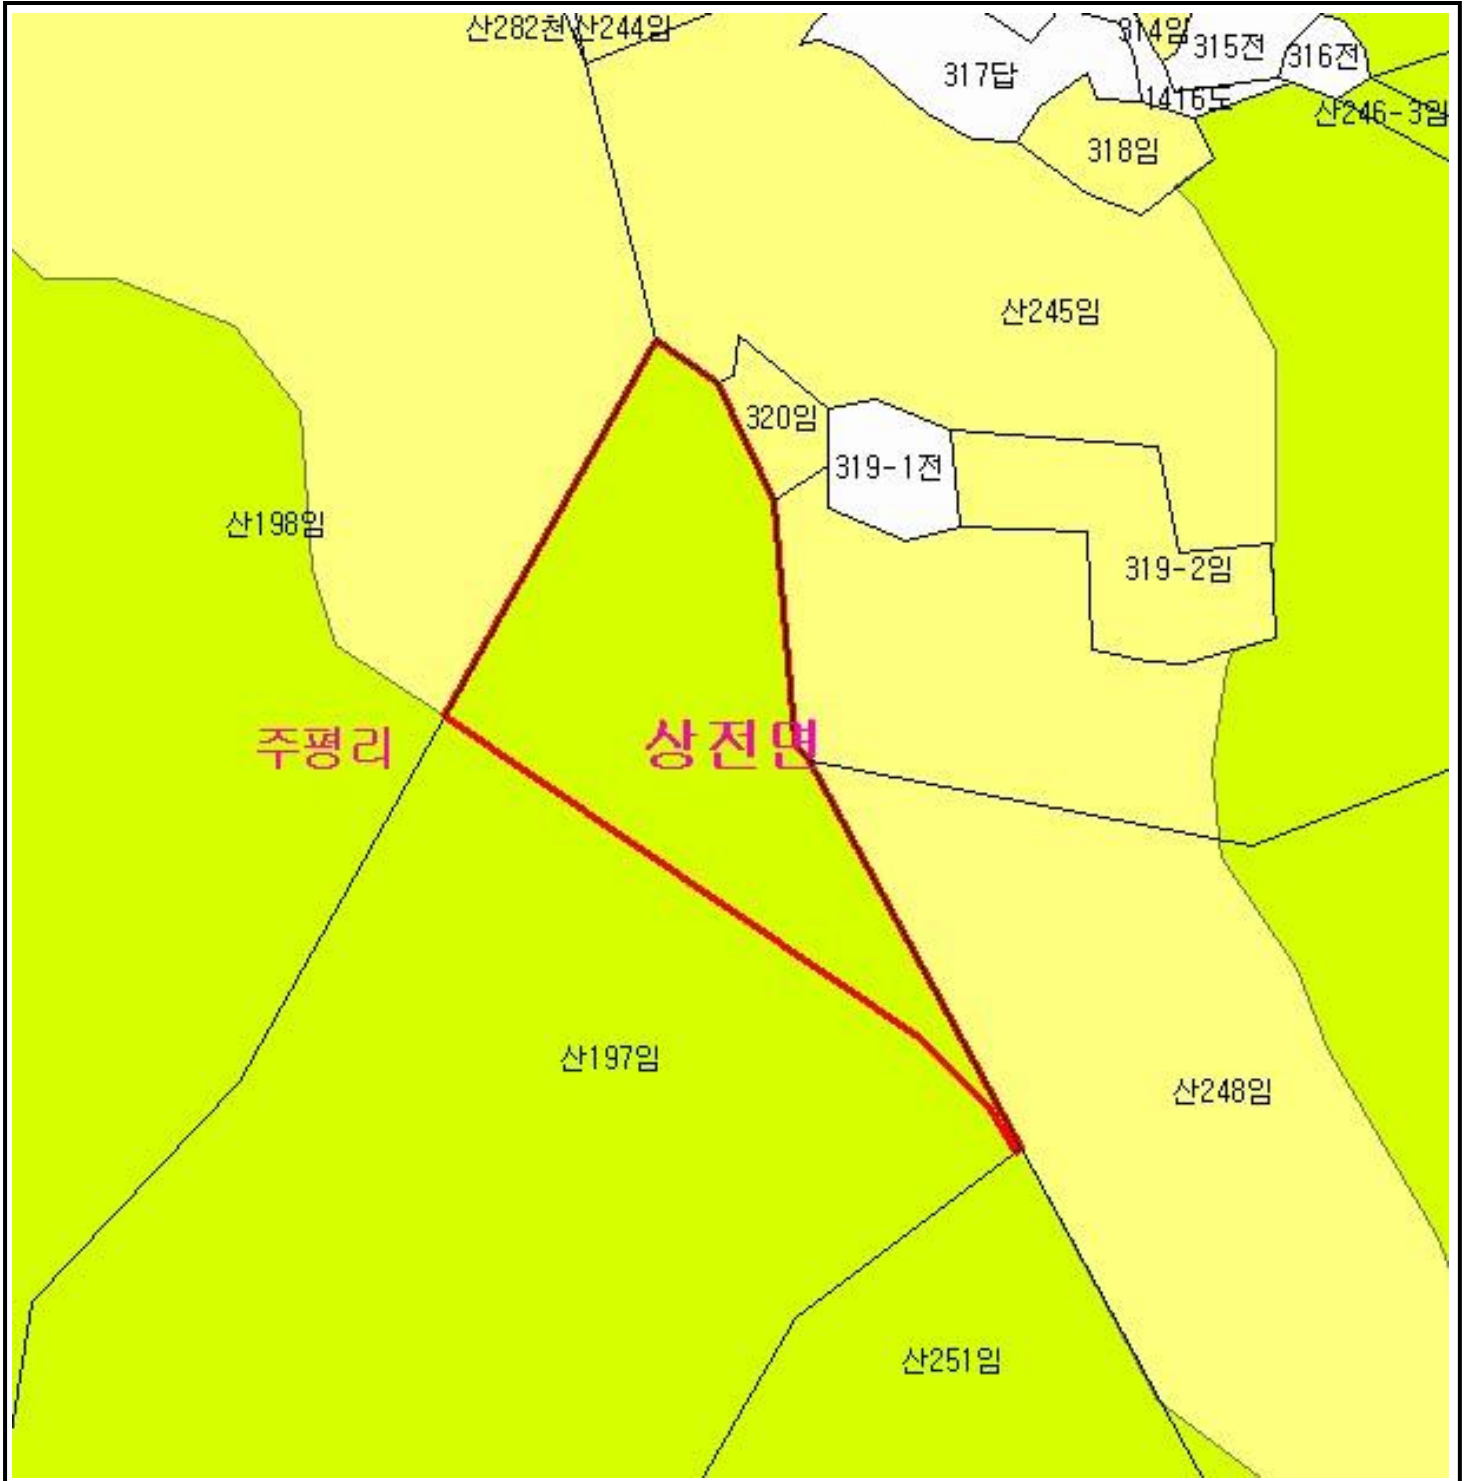 산282천 산244임
314임
315전
316전
317답
1416도
산246-3임
318임
산245임
320임
319-1전
산198임
319-2임
주평리
상전면
산197임
산248임
산251임